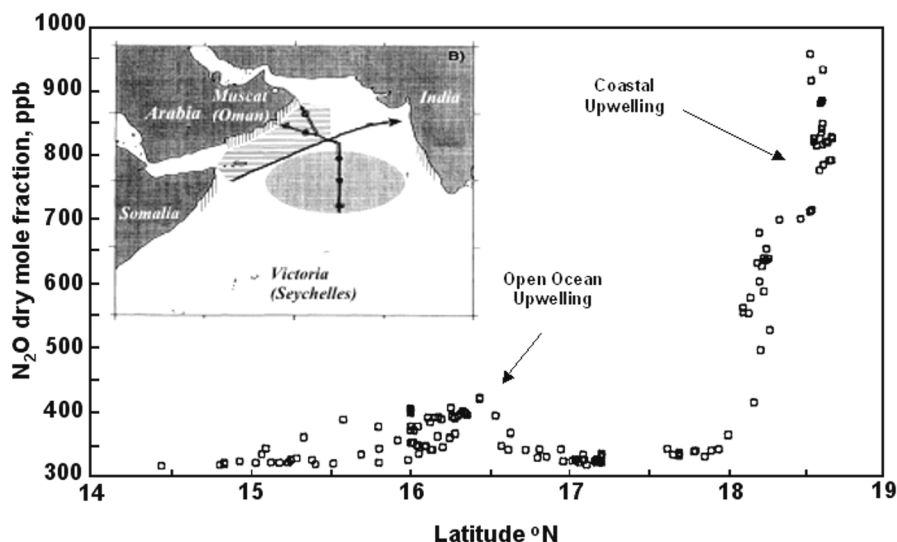 1000
900
800
700
600
500
400
300
N2O dry mole fraction, ppb
B)
Muscat
(Oman)
Arabia
India
Somalia
Victoria
(Seychelles)
Coastal
Upwelling
Open Ocean
Upwelling
14
15
16
17
18
19
Latitude ºN